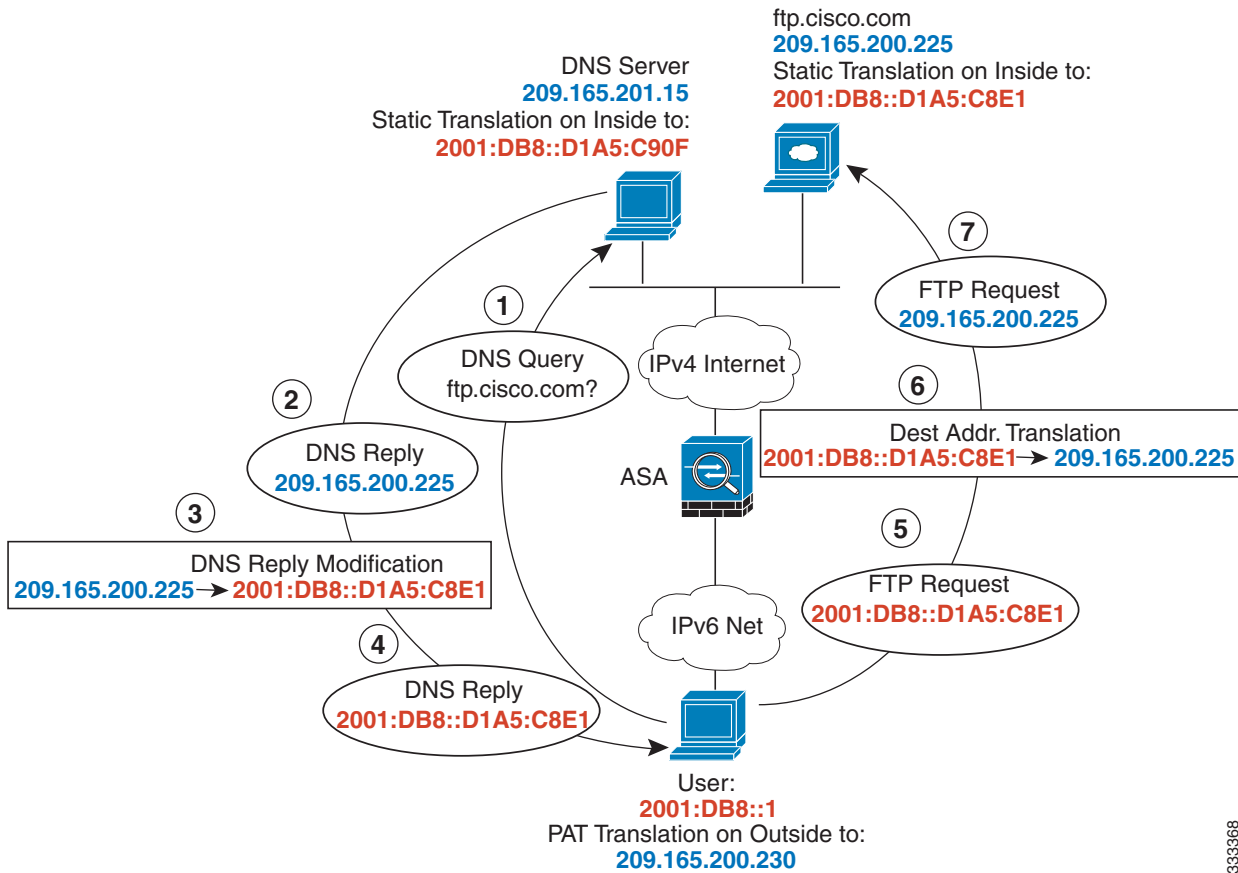 ftp.cisco.com
209.165.200.225
Static Translation on Inside to:
2001:DB8::D1A5:C8E1
DNS Server
209.165.201.15
Static Translation on Inside to:
2001:DB8::D1A5:C90F
7
FTP Request
209.165.200.225
1
DNS Query
ftp.cisco.com?
IPv4 Internet
2
DNS Reply
209.165.200.225
6
Dest Addr. Translation
2001:DB8::D1A5:C8E1 → 209.165.200.225
ASA
3
DNS Reply Modification
209.165.200.225 → 2001:DB8::D1A5:C8E1
5
FTP Request
2001:DB8::D1A5:C8E1
IPv6 Net
4
DNS Reply
2001:DB8::D1A5:C8E1
User:
2001:DB8::1
PAT Translation on Outside to:
209.165.200.230
333368